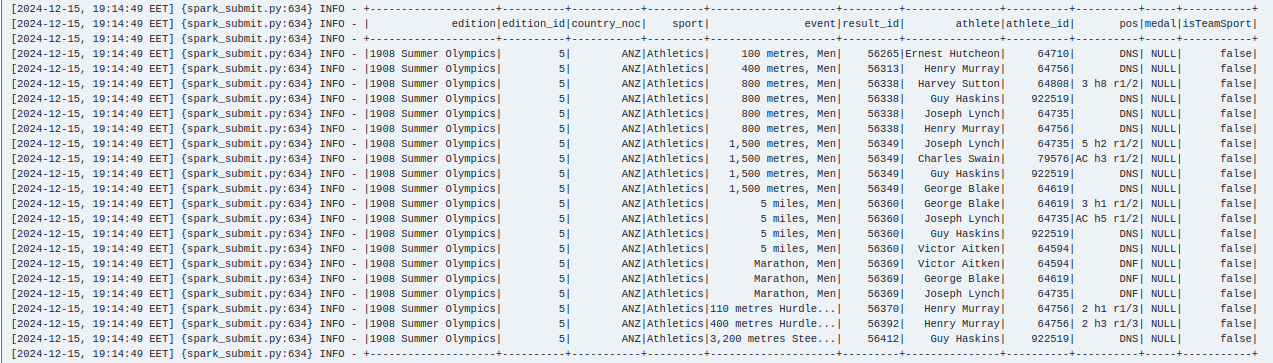 [2024-12-15, 19:14:49 EET] {spark_submit.py:634} INFO - +--------------------+----------+-----------+---------+--------------------+---------+---------------+----------+----------+-----+-----------+
[2024-12-15, 19:14:49 EET] {spark_submit.py:634} INFO - |             edition|edition_id|country_noc|    sport|               event|result_id|        athlete|athlete_id|       pos|medal|isTeamSport|
[2024-12-15, 19:14:49 EET] {spark_submit.py:634} INFO - +--------------------+----------+-----------+---------+--------------------+---------+---------------+----------+----------+-----+-----------+
[2024-12-15, 19:14:49 EET] {spark_submit.py:634} INFO - |1908 Summer Olympics|         5|        ANZ|Athletics|     100 metres, Men|    56265|Ernest Hutcheon|     64710|       DNS| NULL|      false|
[2024-12-15, 19:14:49 EET] {spark_submit.py:634} INFO - |1908 Summer Olympics|         5|        ANZ|Athletics|     400 metres, Men|    56313|   Henry Murray|     64756|       DNS| NULL|      false|
[2024-12-15, 19:14:49 EET] {spark_submit.py:634} INFO - |1908 Summer Olympics|         5|        ANZ|Athletics|     800 metres, Men|    56338|  Harvey Sutton|     64808| 3 h8 r1/2| NULL|      false|
[2024-12-15, 19:14:49 EET] {spark_submit.py:634} INFO - |1908 Summer Olympics|         5|        ANZ|Athletics|     800 metres, Men|    56338|    Guy Haskins|    922519|       DNS| NULL|      false|
[2024-12-15, 19:14:49 EET] {spark_submit.py:634} INFO - |1908 Summer Olympics|         5|        ANZ|Athletics|     800 metres, Men|    56338|   Joseph Lynch|     64735|       DNS| NULL|      false|
[2024-12-15, 19:14:49 EET] {spark_submit.py:634} INFO - |1908 Summer Olympics|         5|        ANZ|Athletics|     800 metres, Men|    56338|   Henry Murray|     64756|       DNS| NULL|      false|
[2024-12-15, 19:14:49 EET] {spark_submit.py:634} INFO - |1908 Summer Olympics|         5|        ANZ|Athletics|   1,500 metres, Men|    56349|   Joseph Lynch|     64735| 5 h2 r1/2| NULL|      false|
[2024-12-15, 19:14:49 EET] {spark_submit.py:634} INFO - |1908 Summer Olympics|         5|        ANZ|Athletics|   1,500 metres, Men|    56349|  Charles Swain|     79576|AC h3 r1/2| NULL|      false|
[2024-12-15, 19:14:49 EET] {spark_submit.py:634} INFO - |1908 Summer Olympics|         5|        ANZ|Athletics|   1,500 metres, Men|    56349|    Guy Haskins|    922519|       DNS| NULL|      false|
[2024-12-15, 19:14:49 EET] {spark_submit.py:634} INFO - |1908 Summer Olympics|         5|        ANZ|Athletics|   1,500 metres, Men|    56349|   George Blake|     64619|       DNS| NULL|      false|
[2024-12-15, 19:14:49 EET] {spark_submit.py:634} INFO - |1908 Summer Olympics|         5|        ANZ|Athletics|        5 miles, Men|    56360|   George Blake|     64619| 3 h1 r1/2| NULL|      false|
[2024-12-15, 19:14:49 EET] {spark_submit.py:634} INFO - |1908 Summer Olympics|         5|        ANZ|Athletics|        5 miles, Men|    56360|   Joseph Lynch|     64735|AC h5 r1/2| NULL|      false|
[2024-12-15, 19:14:49 EET] {spark_submit.py:634} INFO - |1908 Summer Olympics|         5|        ANZ|Athletics|        5 miles, Men|    56360|    Guy Haskins|    922519|       DNS| NULL|      false|
[2024-12-15, 19:14:49 EET] {spark_submit.py:634} INFO - |1908 Summer Olympics|         5|        ANZ|Athletics|        5 miles, Men|    56360|  Victor Aitken|     64594|       DNS| NULL|      false|
[2024-12-15, 19:14:49 EET] {spark_submit.py:634} INFO - |1908 Summer Olympics|         5|        ANZ|Athletics|       Marathon, Men|    56369|  Victor Aitken|     64594|       DNF| NULL|      false|
[2024-12-15, 19:14:49 EET] {spark_submit.py:634} INFO - |1908 Summer Olympics|         5|        ANZ|Athletics|       Marathon, Men|    56369|   George Blake|     64619|       DNF| NULL|      false|
[2024-12-15, 19:14:49 EET] {spark_submit.py:634} INFO - |1908 Summer Olympics|         5|        ANZ|Athletics|       Marathon, Men|    56369|   Joseph Lynch|     64735|       DNF| NULL|      false|
[2024-12-15, 19:14:49 EET] {spark_submit.py:634} INFO - |1908 Summer Olympics|         5|        ANZ|Athletics|110 metres Hurdle...|    56370|   Henry Murray|     64756| 2 h1 r1/3| NULL|      false|
[2024-12-15, 19:14:49 EET] {spark_submit.py:634} INFO - |1908 Summer Olympics|         5|        ANZ|Athletics|400 metres Hurdle...|    56392|   Henry Murray|     64756| 2 h3 r1/3| NULL|      false|
[2024-12-15, 19:14:49 EET] {spark_submit.py:634} INFO - |1908 Summer Olympics|         5|        ANZ|Athletics|3,200 metres Stee...|    56412|    Guy Haskins|    922519|       DNS| NULL|      false|
[2024-12-15, 19:14:49 EET] {spark_submit.py:634} INFO - +--------------------+----------+-----------+---------+--------------------+---------+---------------+----------+----------+-----+-----------+